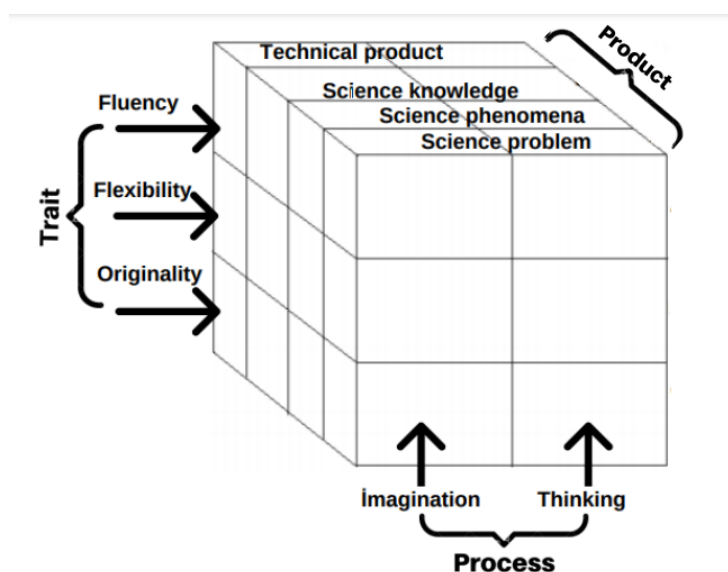 Technical product
Product
Science knowledge
Fluency
Science phenomena
Science problem
Flexibility
Trait
Originality
İmagination
Thinking
Process